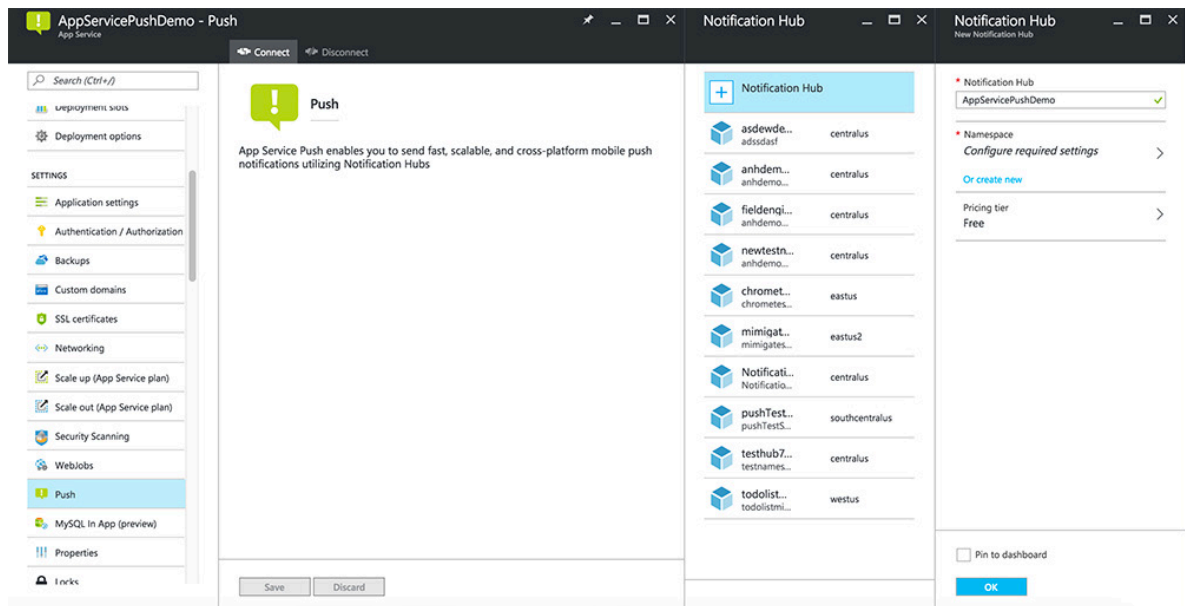 AppServicePushDemo - Push
App Service
Connect
Disconnect
Search (Ctrl+/)
Deployment slots
Deployment options
SETTINGS
Application settings
Authentication / Authorization
Backups
Custom domains
SSL certificates
Networking
Scale up (App Service plan)
Scale out (App Service plan)
Security Scanning
WebJobs
Push
MySQL In App (preview)
Properties
Locks
Push
App Service Push enables you to send fast, scalable, and cross-platform mobile push
notifications utilizing Notification Hubs
Save
Discard
Notification Hub
Notification Hub
asdewde... centralus
adssdasf
anhdem... centralus
anhdemo...
fieldengi... centralus
anhdemo...
newtestn... centralus
anhdemo...
chromet... eastus
chrometes...
mimigat... eastus2
mimigates...
Notificati... centralus
Notificatio...
pushTest... southcentralus
pushTestS...
testhub7... centralus
testnames...
todolist... westus
todolistmi...
Notification Hub
New Notification Hub
* Notification Hub
AppServicePushDemo
* Namespace
Configure required settings
Or create new
Pricing tier
Free
Pin to dashboard
OK